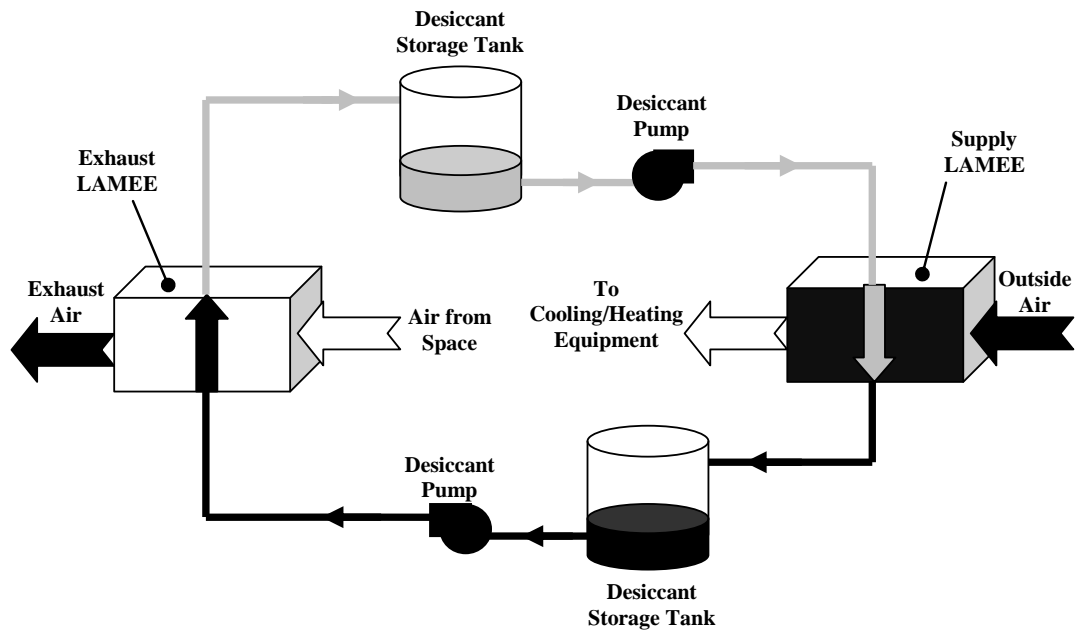 Desiccant
Storage Tank
Desiccant
Pump
Supply
LAMEE
Exhaust
LAMEE
Exhaust
Air
Air from
Space
To
Cooling/Heating
Equipment
Outside
Air
Desiccant
Pump
Desiccant
Storage Tank